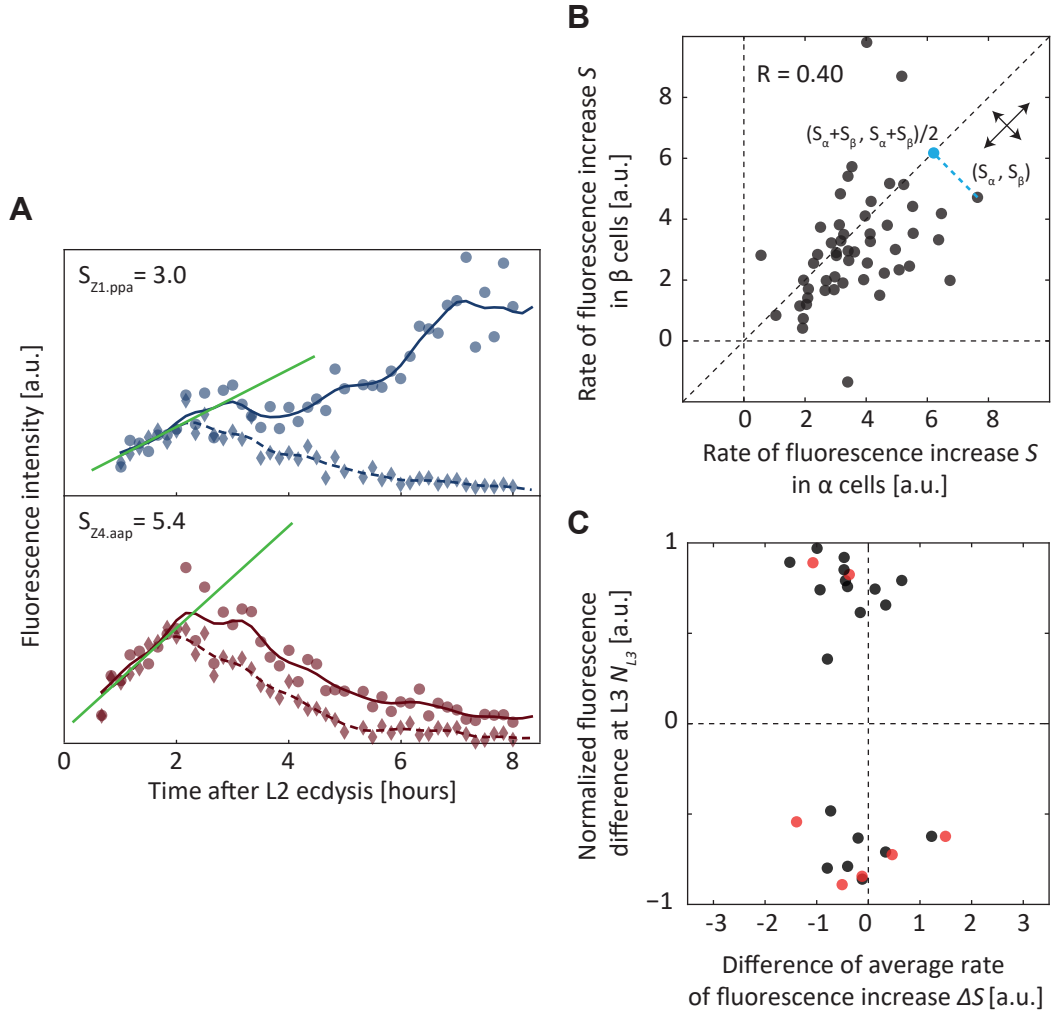 A
S_Z1.ppa = 3.0
S_Z4.aap = 5.4
Fluorescence intensity [a.u.]
0 2 4 6 8
Time after L2 ecdysis [hours]
B
R = 0.40
(S_α+S_β , S_α+S_β)/2
(S_α , S_β)
Rate of fluorescence increase S
in β cells [a.u.]
8
6
4
2
0
0 2 4 6 8
Rate of fluorescence increase S
in α cells [a.u.]
C
Normalized fluorescence
difference at L3 N_L3 [a.u.]
1
0
−1
-3 -2 -1 0 1 2 3
Difference of average rate
of fluorescence increase ΔS [a.u.]